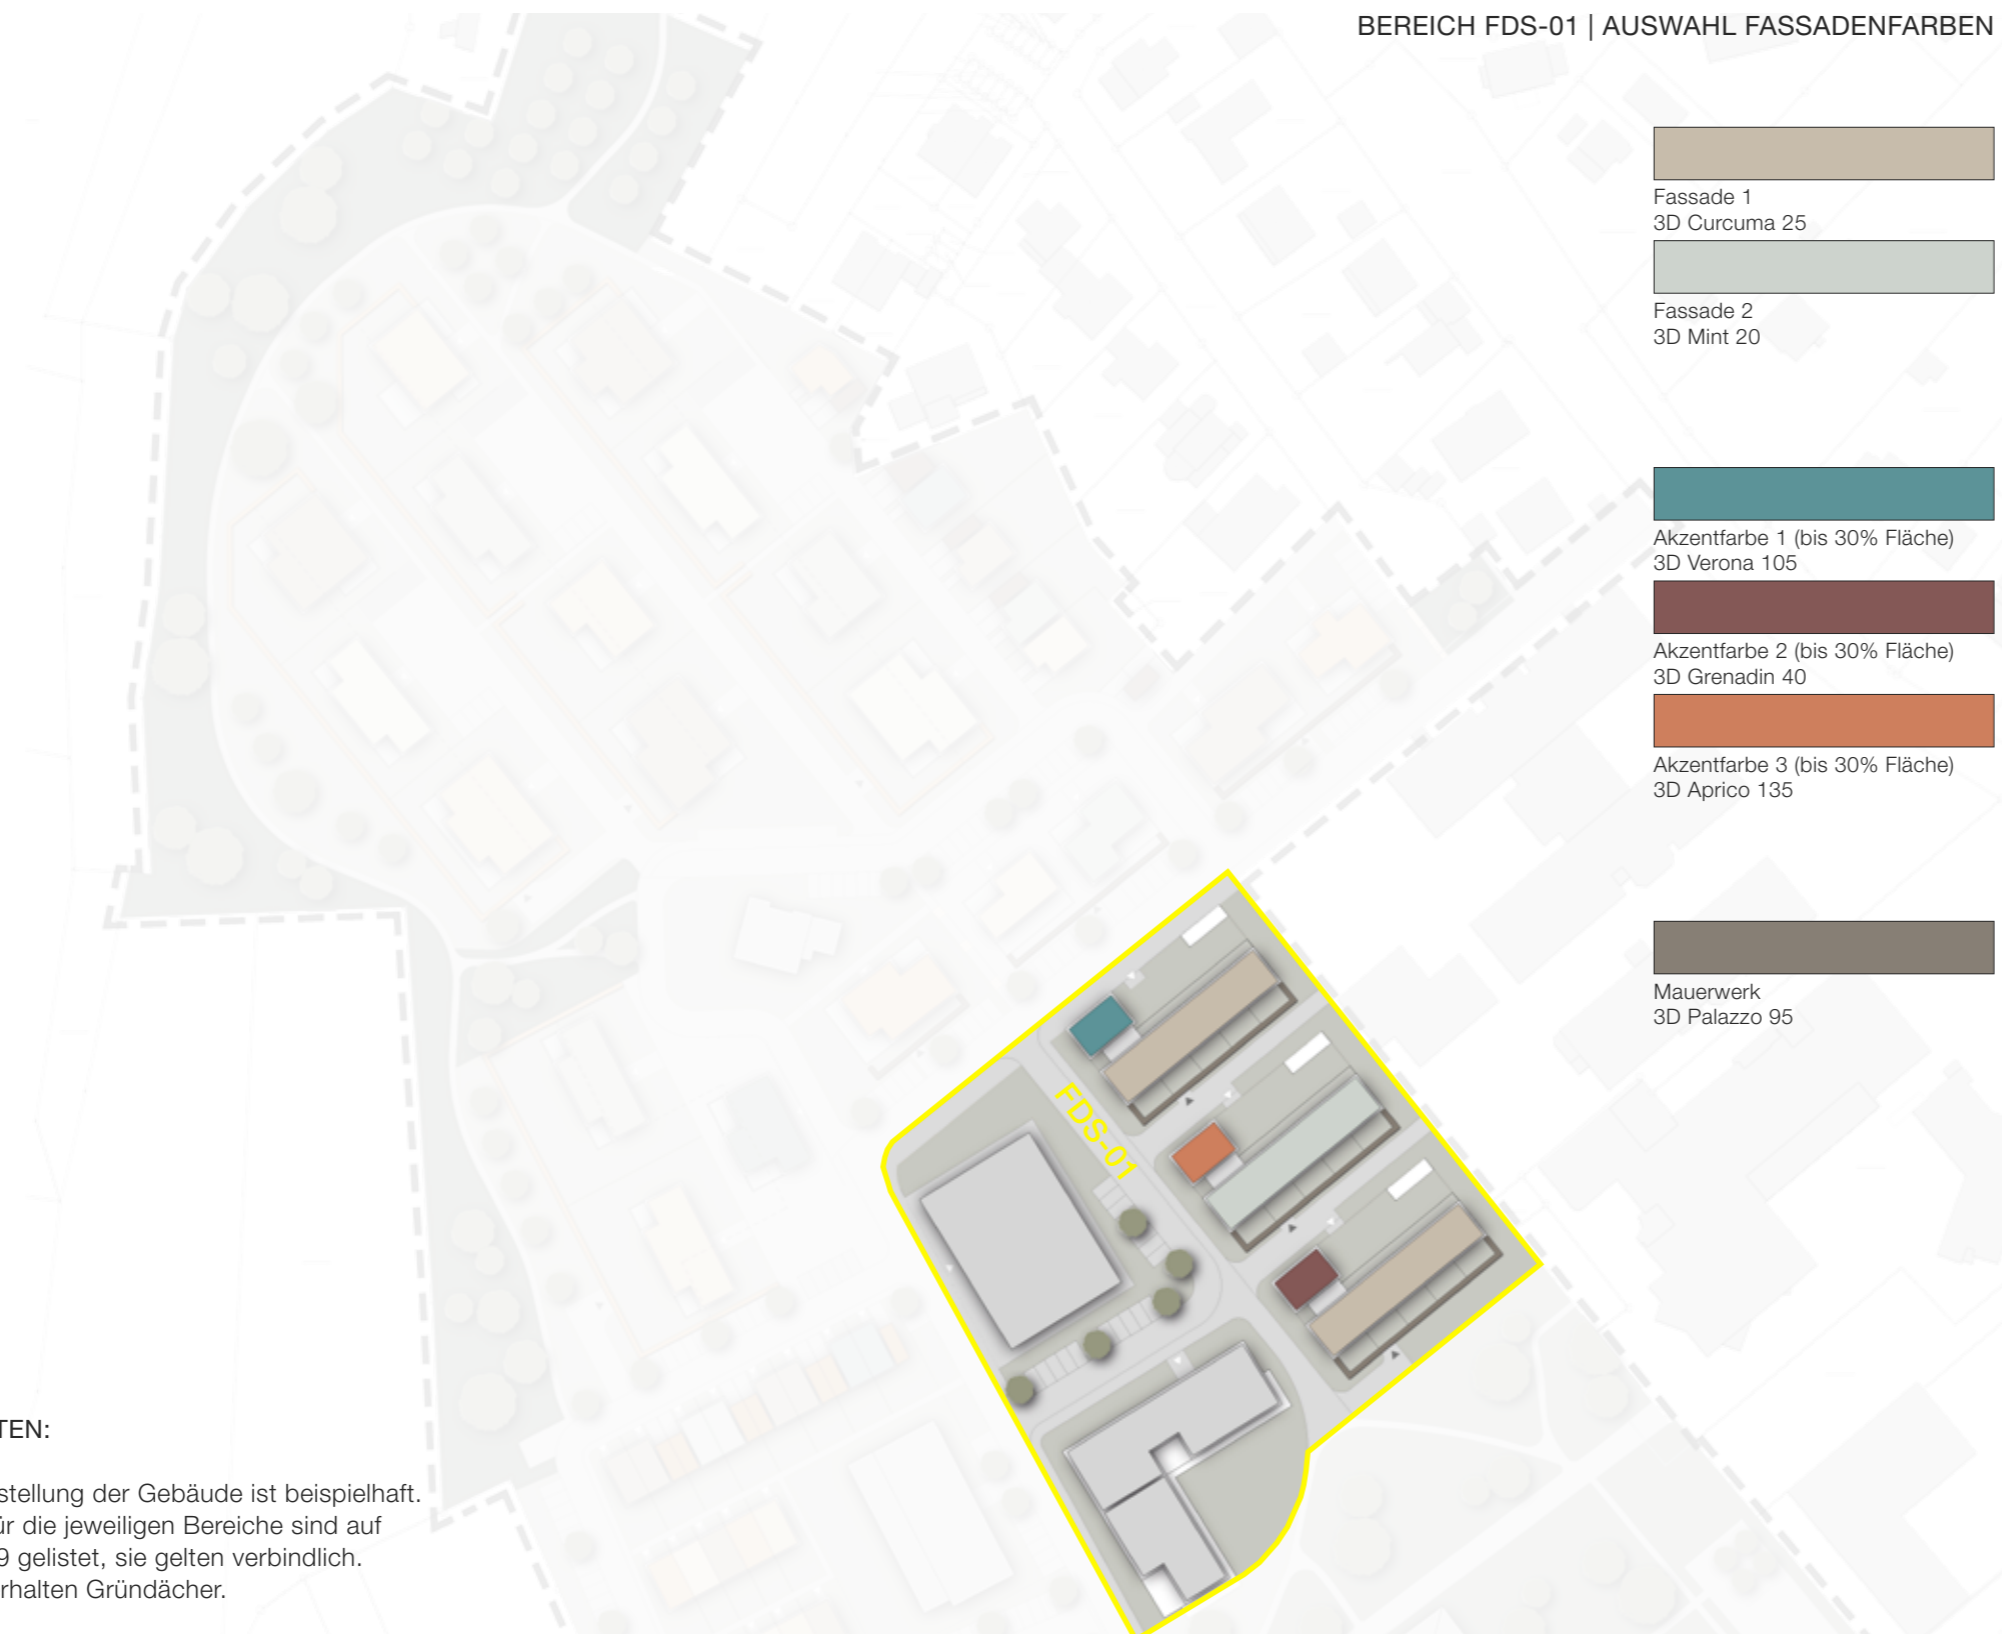 BEREICH FDS-01 | AUSWAHL FASSADENFARBEN
Fassade 1
3D Curcuma 25
Fassade 2
3D Mint 20
Akzentfarbe 1 (bis 30% Fläche)
3D Verona 105
Akzentfarbe 2 (bis 30% Fläche)
3D Grenadin 40
Akzentfarbe 3 (bis 30% Fläche)
3D Aprico 135
Mauerwerk
3D Palazzo 95
FDS-01
TEN:
stellung der Gebäude ist beispielhaft.
ür die jeweiligen Bereiche sind auf
9 gelistet, sie gelten verbindlich.
rhalten Gründächer.